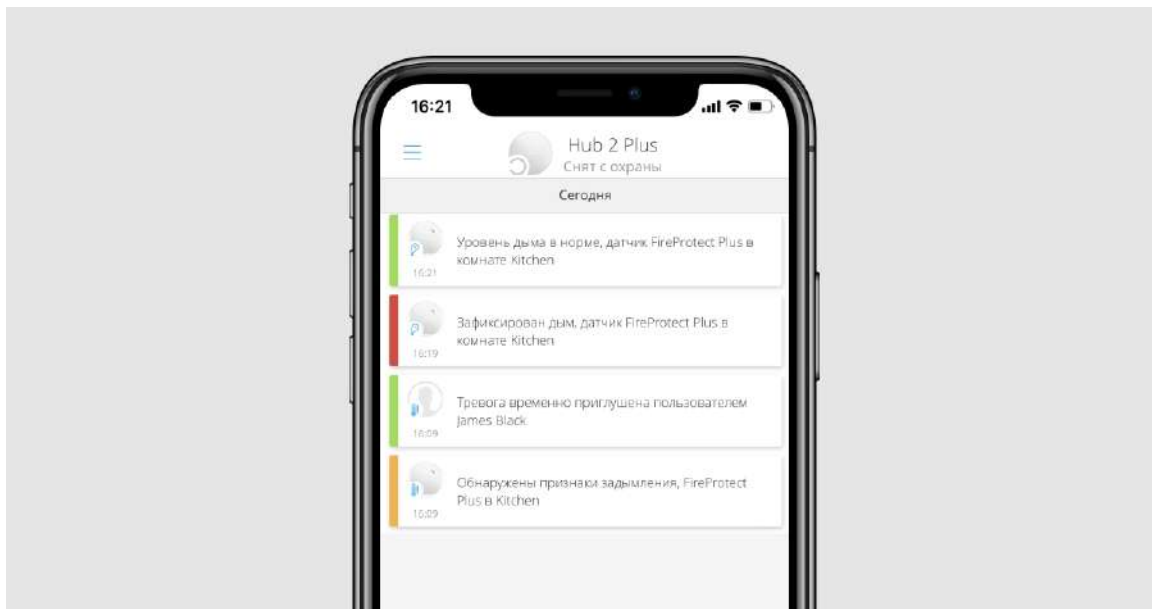 16:21
Hub 2 Plus
Снят с охраны
Сегодня
Уровень дыма в норме, датчик FireProtect Plus в
комнате Kitchen
16:21
Зафиксирован дым, датчик FireProtect Plus в
комнате Kitchen
16:19
Тревога временно приглушена пользователем
James Black
16:09
Обнаружены признаки задымления, FireProtect
Plus в Kitchen
16:09